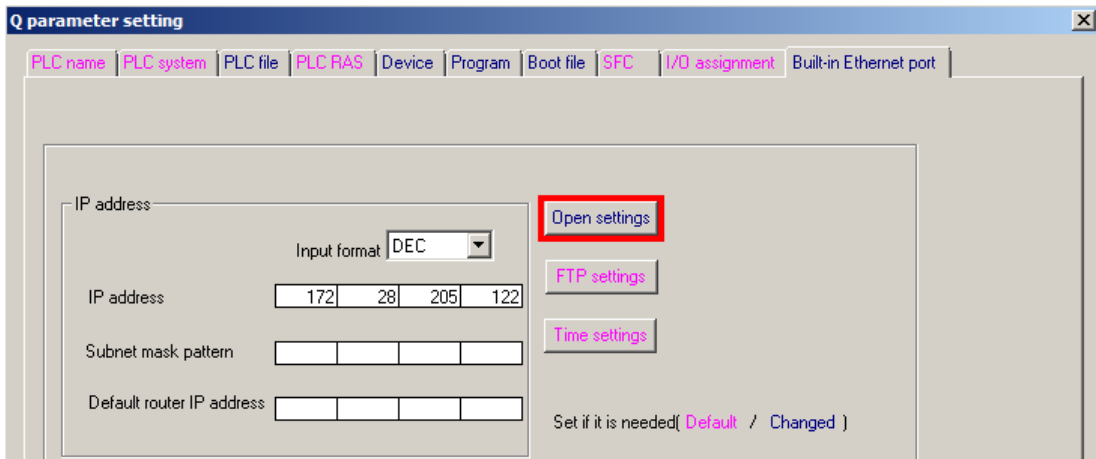 Q parameter setting
PLC name PLC system PLC file PLC RAS Device Program Boot file SFC I/O assignment Built-in Ethernet port
IP address
Input format DEC
IP address 172 28 205 122
Subnet mask pattern
Default router IP address
Open settings
FTP settings
Time settings
Set if it is needed( Default / Changed )